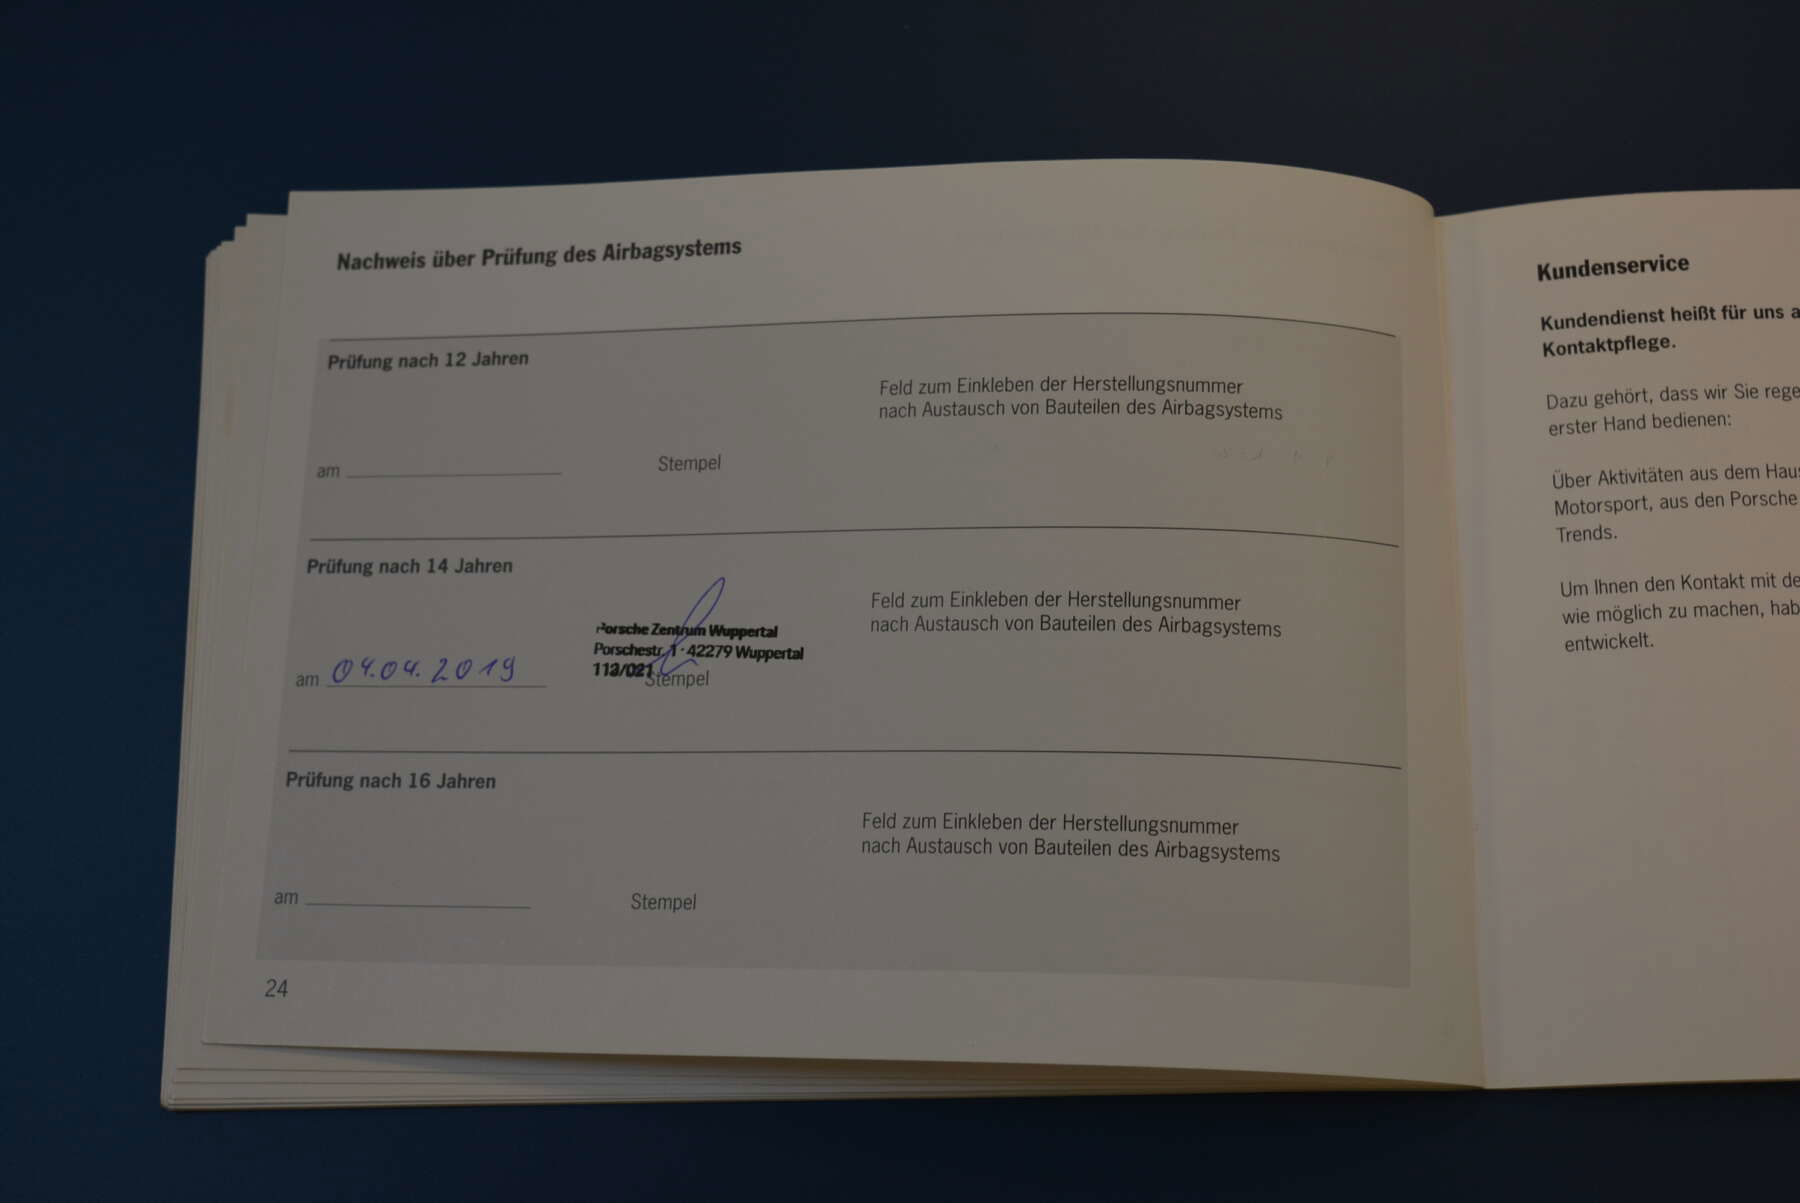 Nachweis über Prüfung des Airbagsystems
Prüfung nach 12 Jahren
Feld zum Einkleben der Herstellungsnummer
nach Austausch von Bauteilen des Airbagsystems
am
Stempel
Prüfung nach 14 Jahren
Feld zum Einkleben der Herstellungsnummer
nach Austausch von Bauteilen des Airbagsystems
Porsche Zentrum Wuppertal
Porschestr. 1 · 42279 Wuppertal
am 04.04.2019
Stempel
Prüfung nach 16 Jahren
Feld zum Einkleben der Herstellungsnummer
nach Austausch von Bauteilen des Airbagsystems
am
Stempel
24
Kundenservice
Kundendienst heißt für uns a
Kontaktpflege.
Dazu gehört, dass wir Sie rege
erster Hand bedienen:
Über Aktivitäten aus dem Haus
Motorsport, aus den Porsche
Trends.
Um Ihnen den Kontakt mit de
wie möglich zu machen, hab
entwickelt.